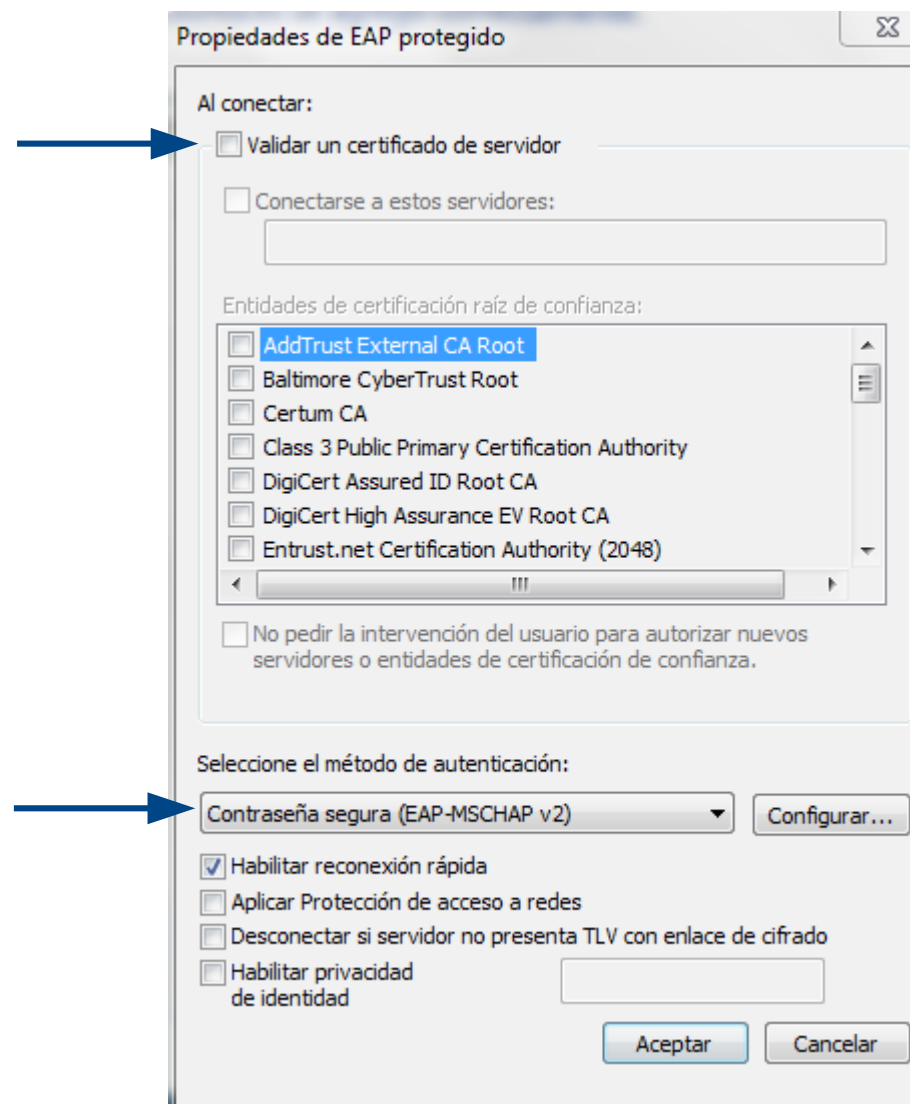 Propiedades de EAP protegido
Al conectar:
Validar un certificado de servidor
Conectarse a estos servidores:
Entidades de certificación raíz de confianza:
AddTrust External CA Root
Baltimore CyberTrust Root
Certum CA
Class 3 Public Primary Certification Authority
DigiCert Assured ID Root CA
DigiCert High Assurance EV Root CA
Entrust.net Certification Authority (2048)
No pedir la intervención del usuario para autorizar nuevos
servidores o entidades de certificación de confianza.
Seleccione el método de autenticación:
Contraseña segura (EAP-MSCHAP v2)
Configurar...
Habilitar reconexión rápida
Aplicar Protección de acceso a redes
Desconectar si servidor no presenta TLV con enlace de cifrado
Habilitar privacidad
de identidad
Aceptar
Cancelar